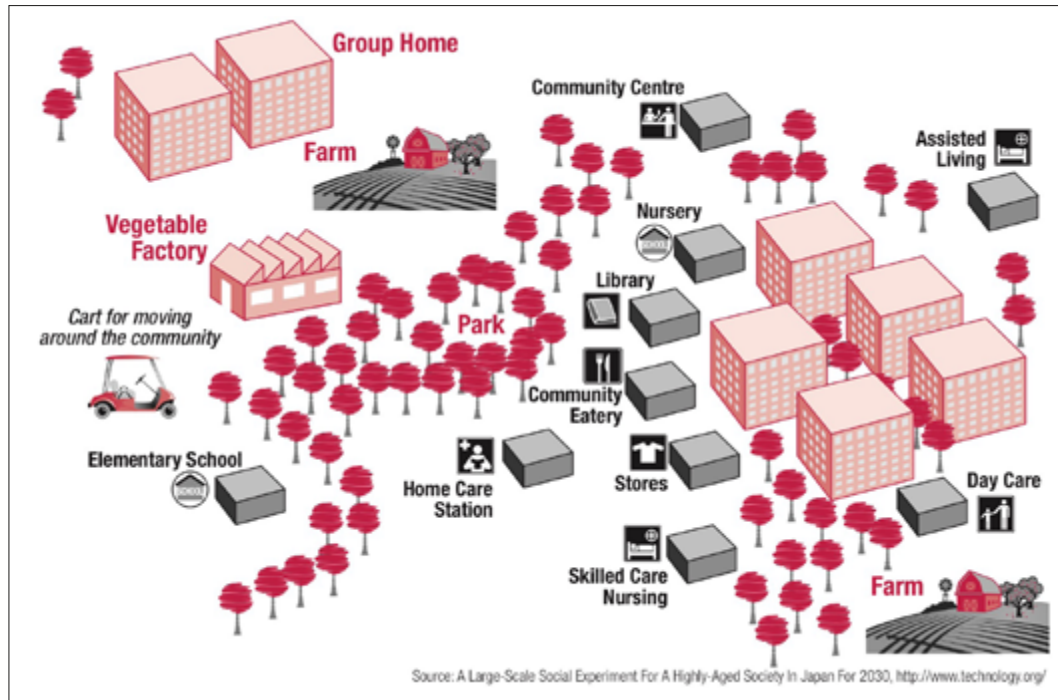 Group Home
Farm
Vegetable
Factory
Cart for moving
around the community
Park
Community Centre
Assisted
Living
Nursery
SCHOOL
Library
Community
Eatery
Elementary School
SCHOOL
Home Care
Station
Stores
Day Care
Skilled Care
Nursing
Farm
Source: A Large-Scale Social Experiment For A Highly-Aged Society In Japan For 2030, http://www.technology.org/